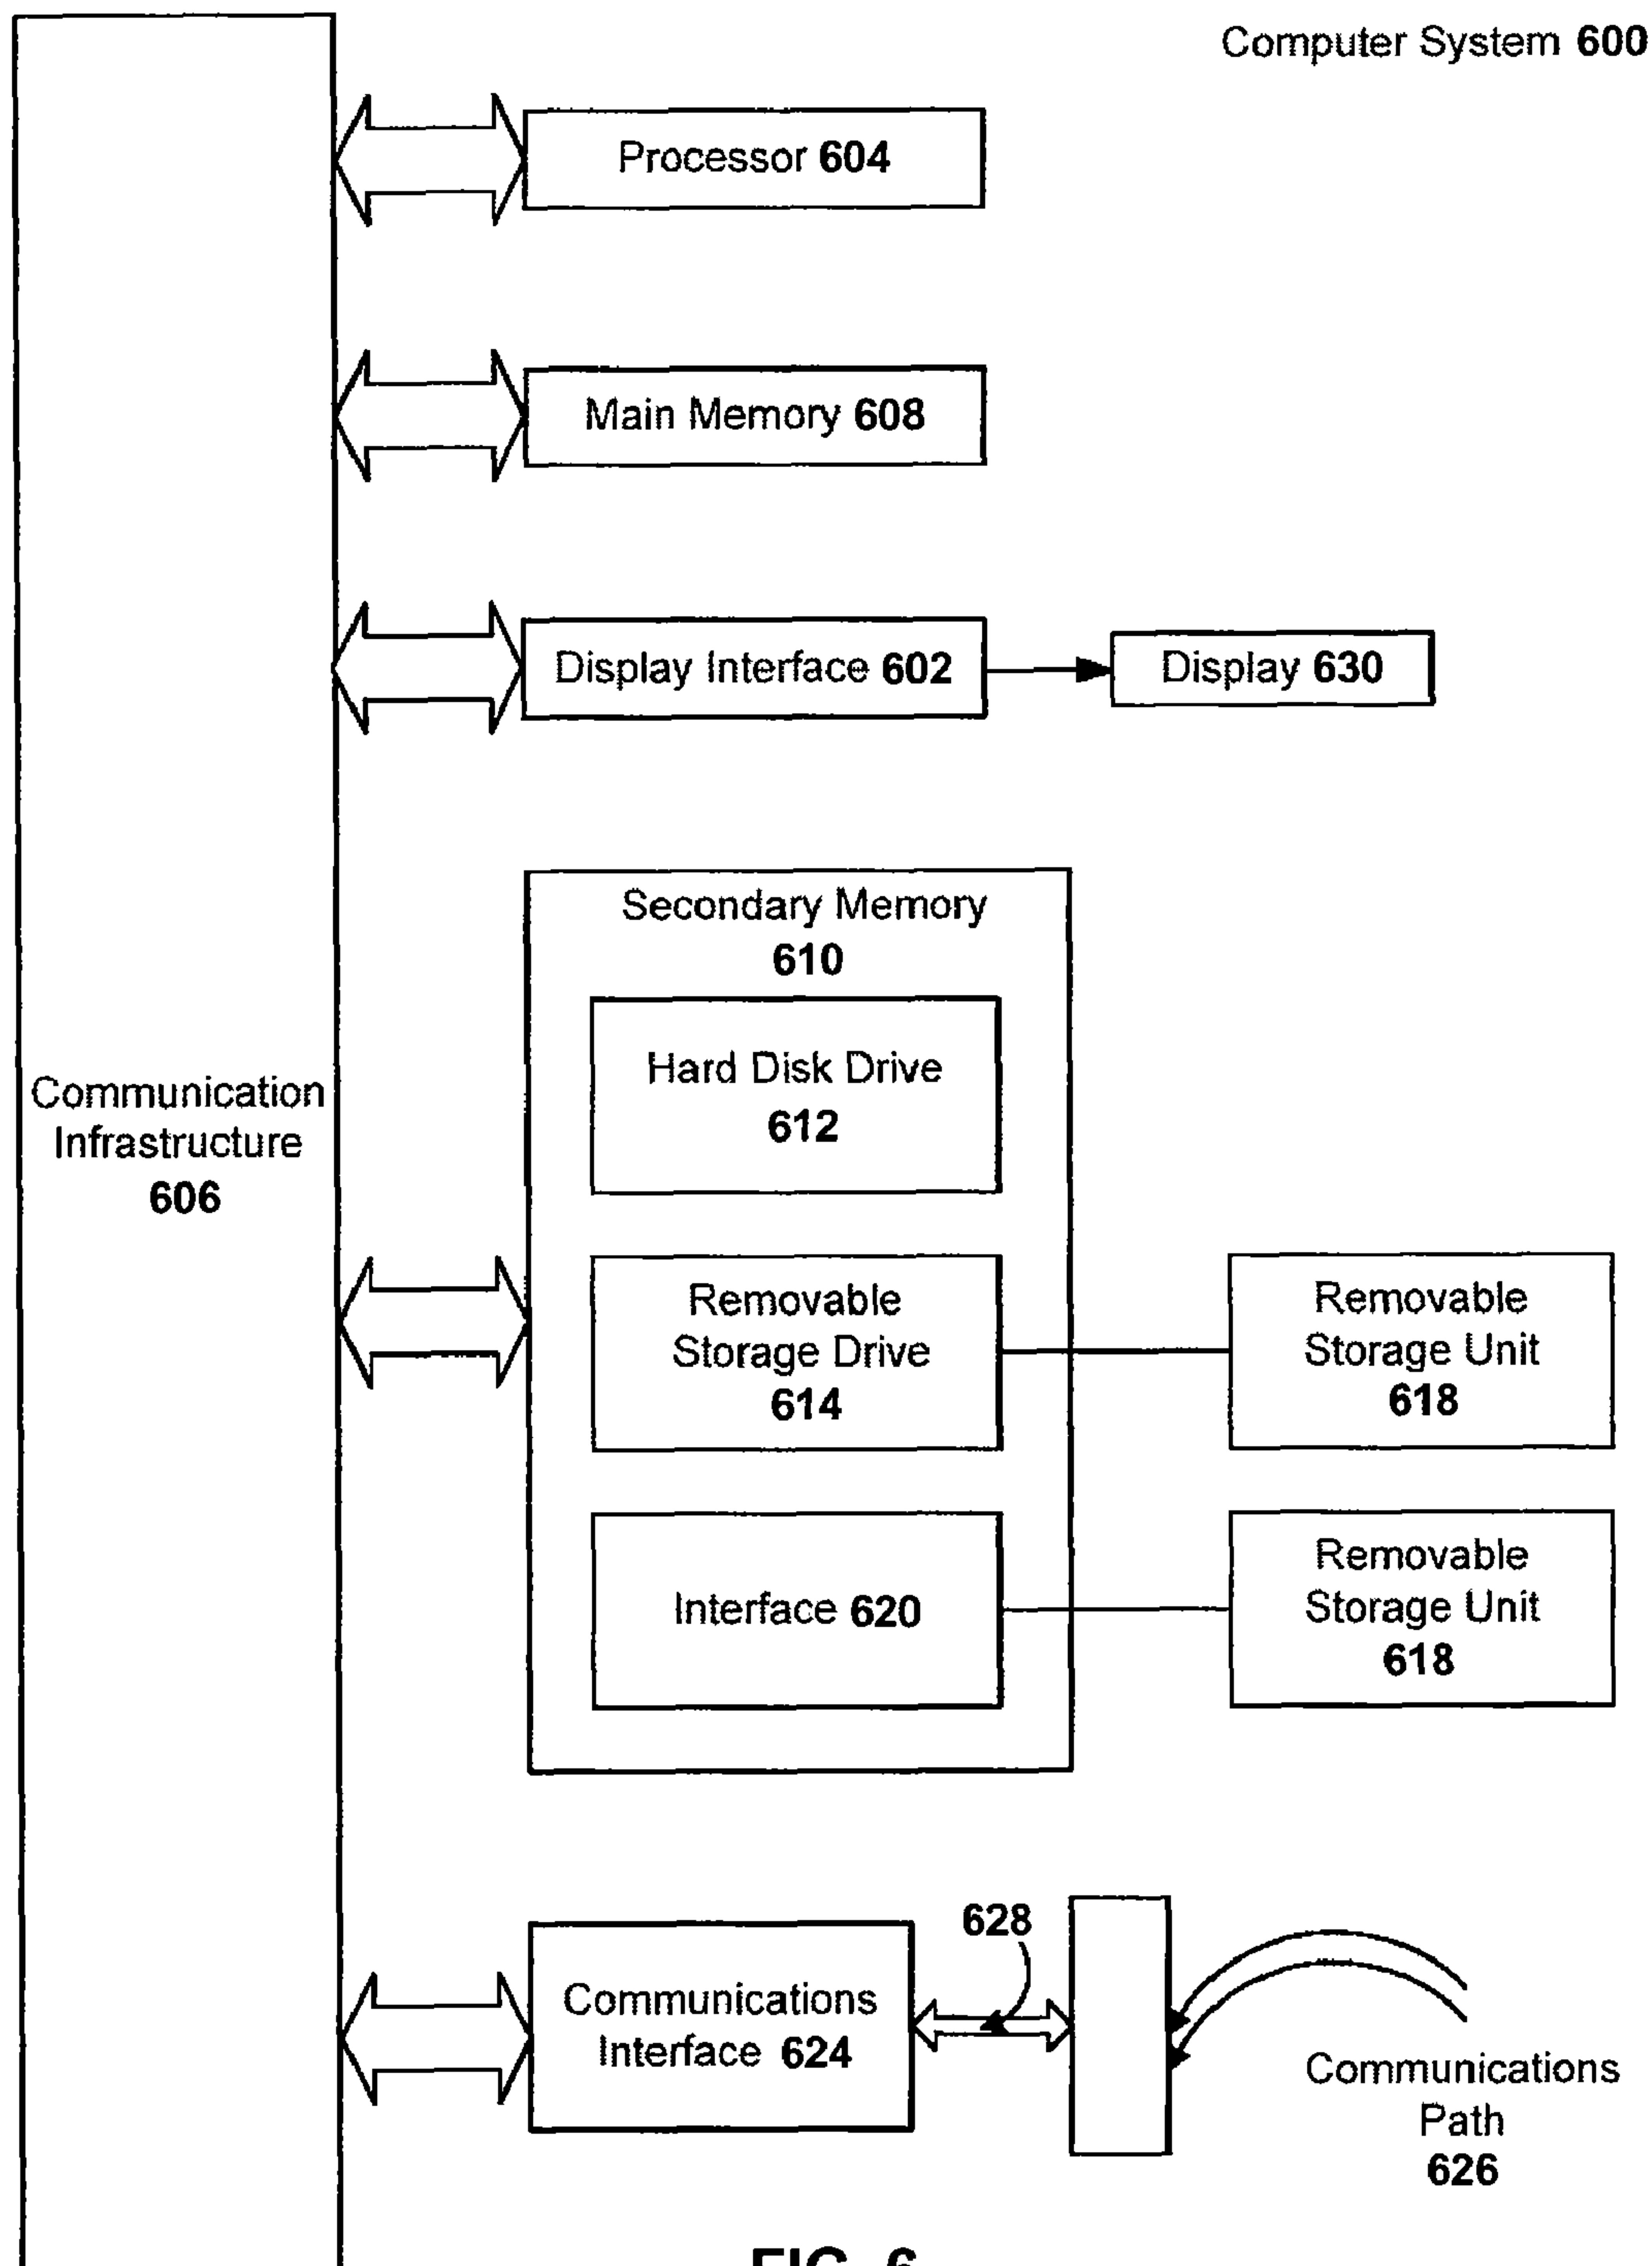 Computer System 600
Processor 604
Main Memory 608
Display Interface 602
Display 630
Secondary Memory
610
Hard Disk Drive
612
Communication
Infrastructure
606
Removable
Storage Drive
614
Removable
Storage Unit
618
Interface 620
Removable
Storage Unit
618
628
Communications
Interface 624
Communications
Path
626
FIG. 6